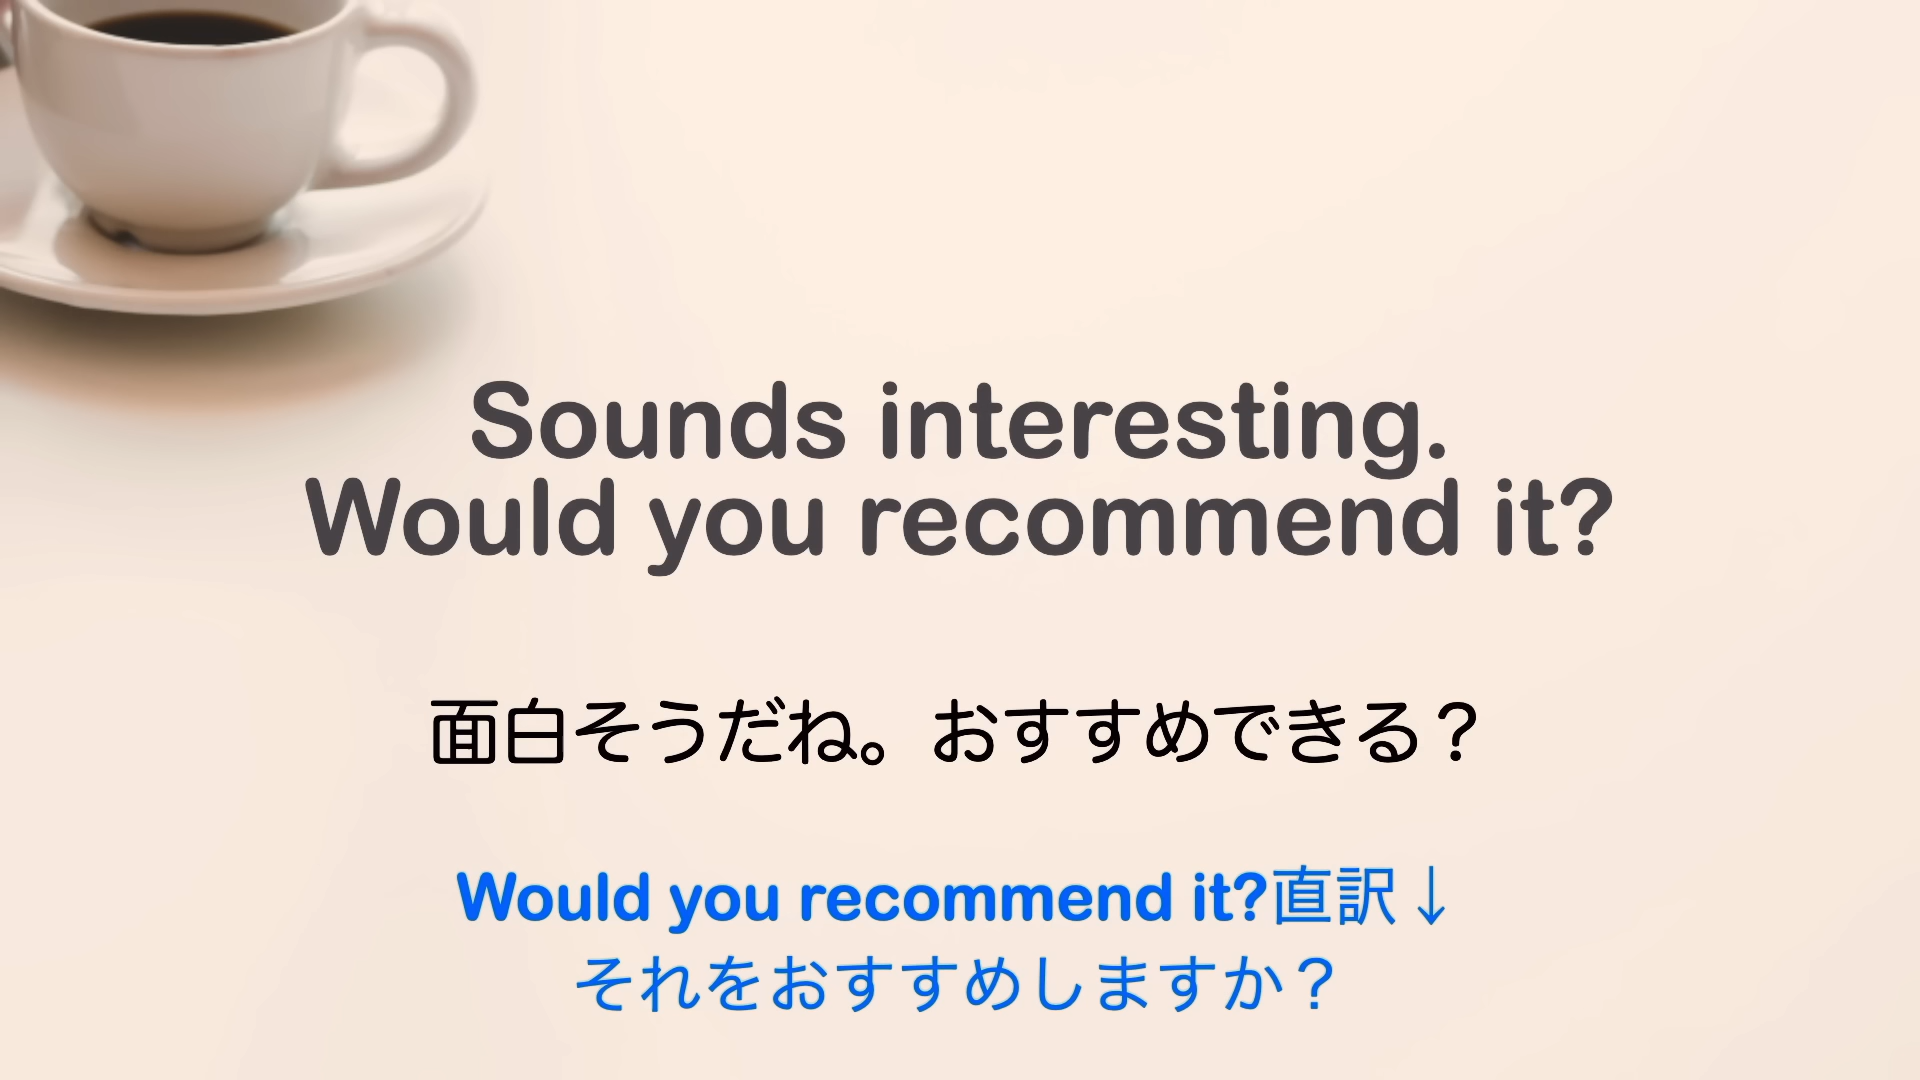 Sounds interesting.
Would you recommend it?
面白そうだね。おすすめできる？
Would you recommend it?直訳↓
それをおすすめしますか？